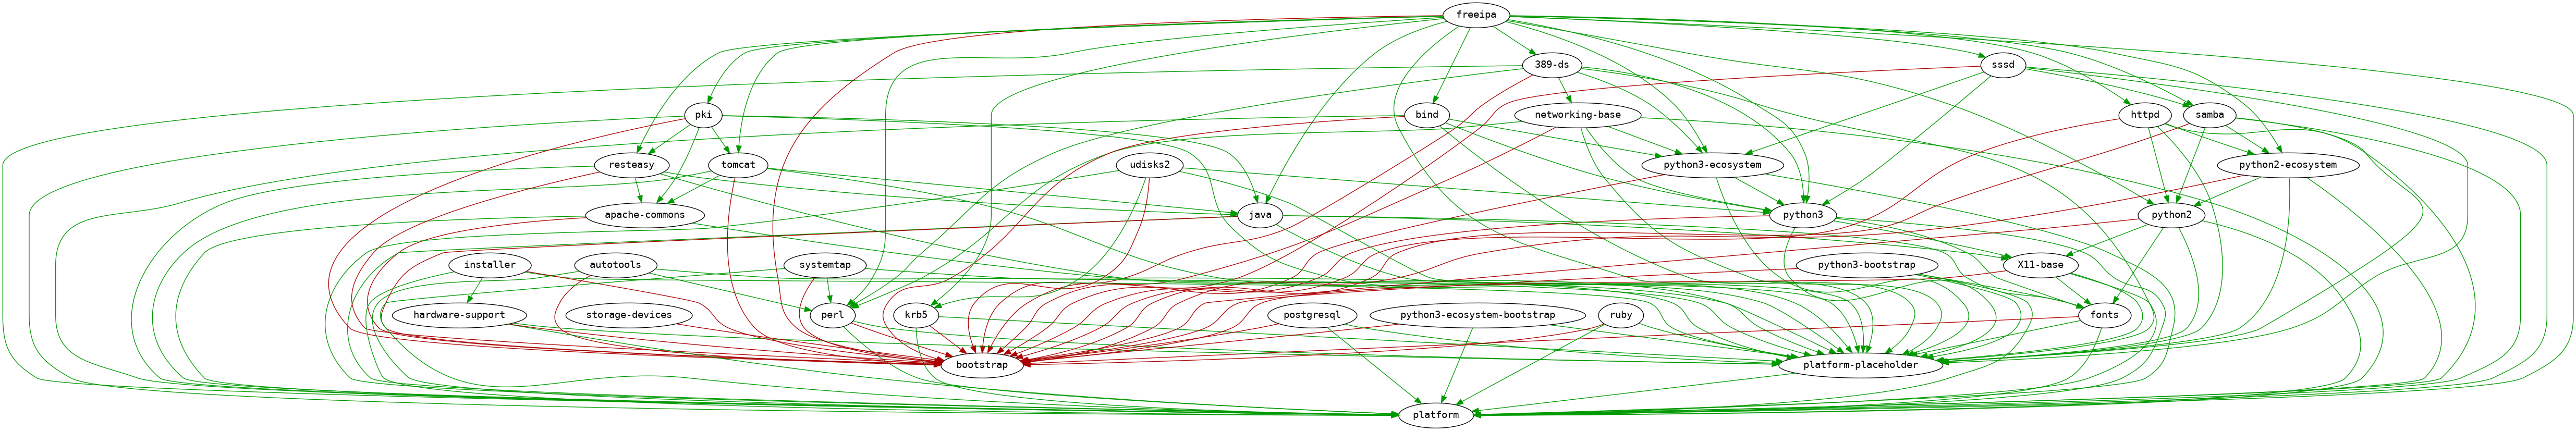 freeipa
389-ds
sssd
pki
bind
networking-base
httpd
samba
resteasy
tomcat
udisks2
python3-ecosystem
python2-ecosystem
apache-commons
java
python3
python2
installer
autotools
systemtap
python3-bootstrap
X11-base
hardware-support
storage-devices
perl
krb5
postgresql
python3-ecosystem-bootstrap
ruby
fonts
bootstrap
platform-placeholder
platform